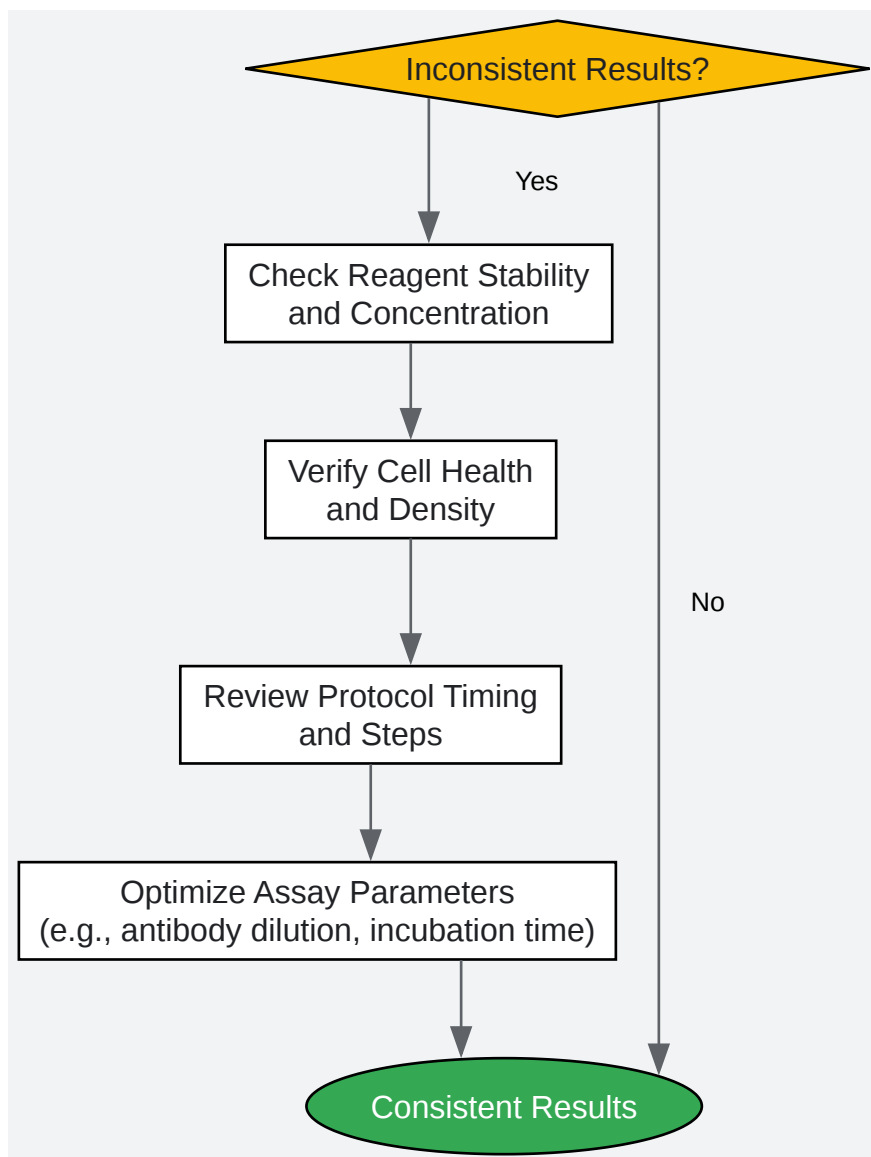 Inconsistent Results?
Yes
Check Reagent Stability
and Concentration
Verify Cell Health
and Density
No
Review Protocol Timing
and Steps
Optimize Assay Parameters
(e.g., antibody dilution, incubation time)
Consistent Results